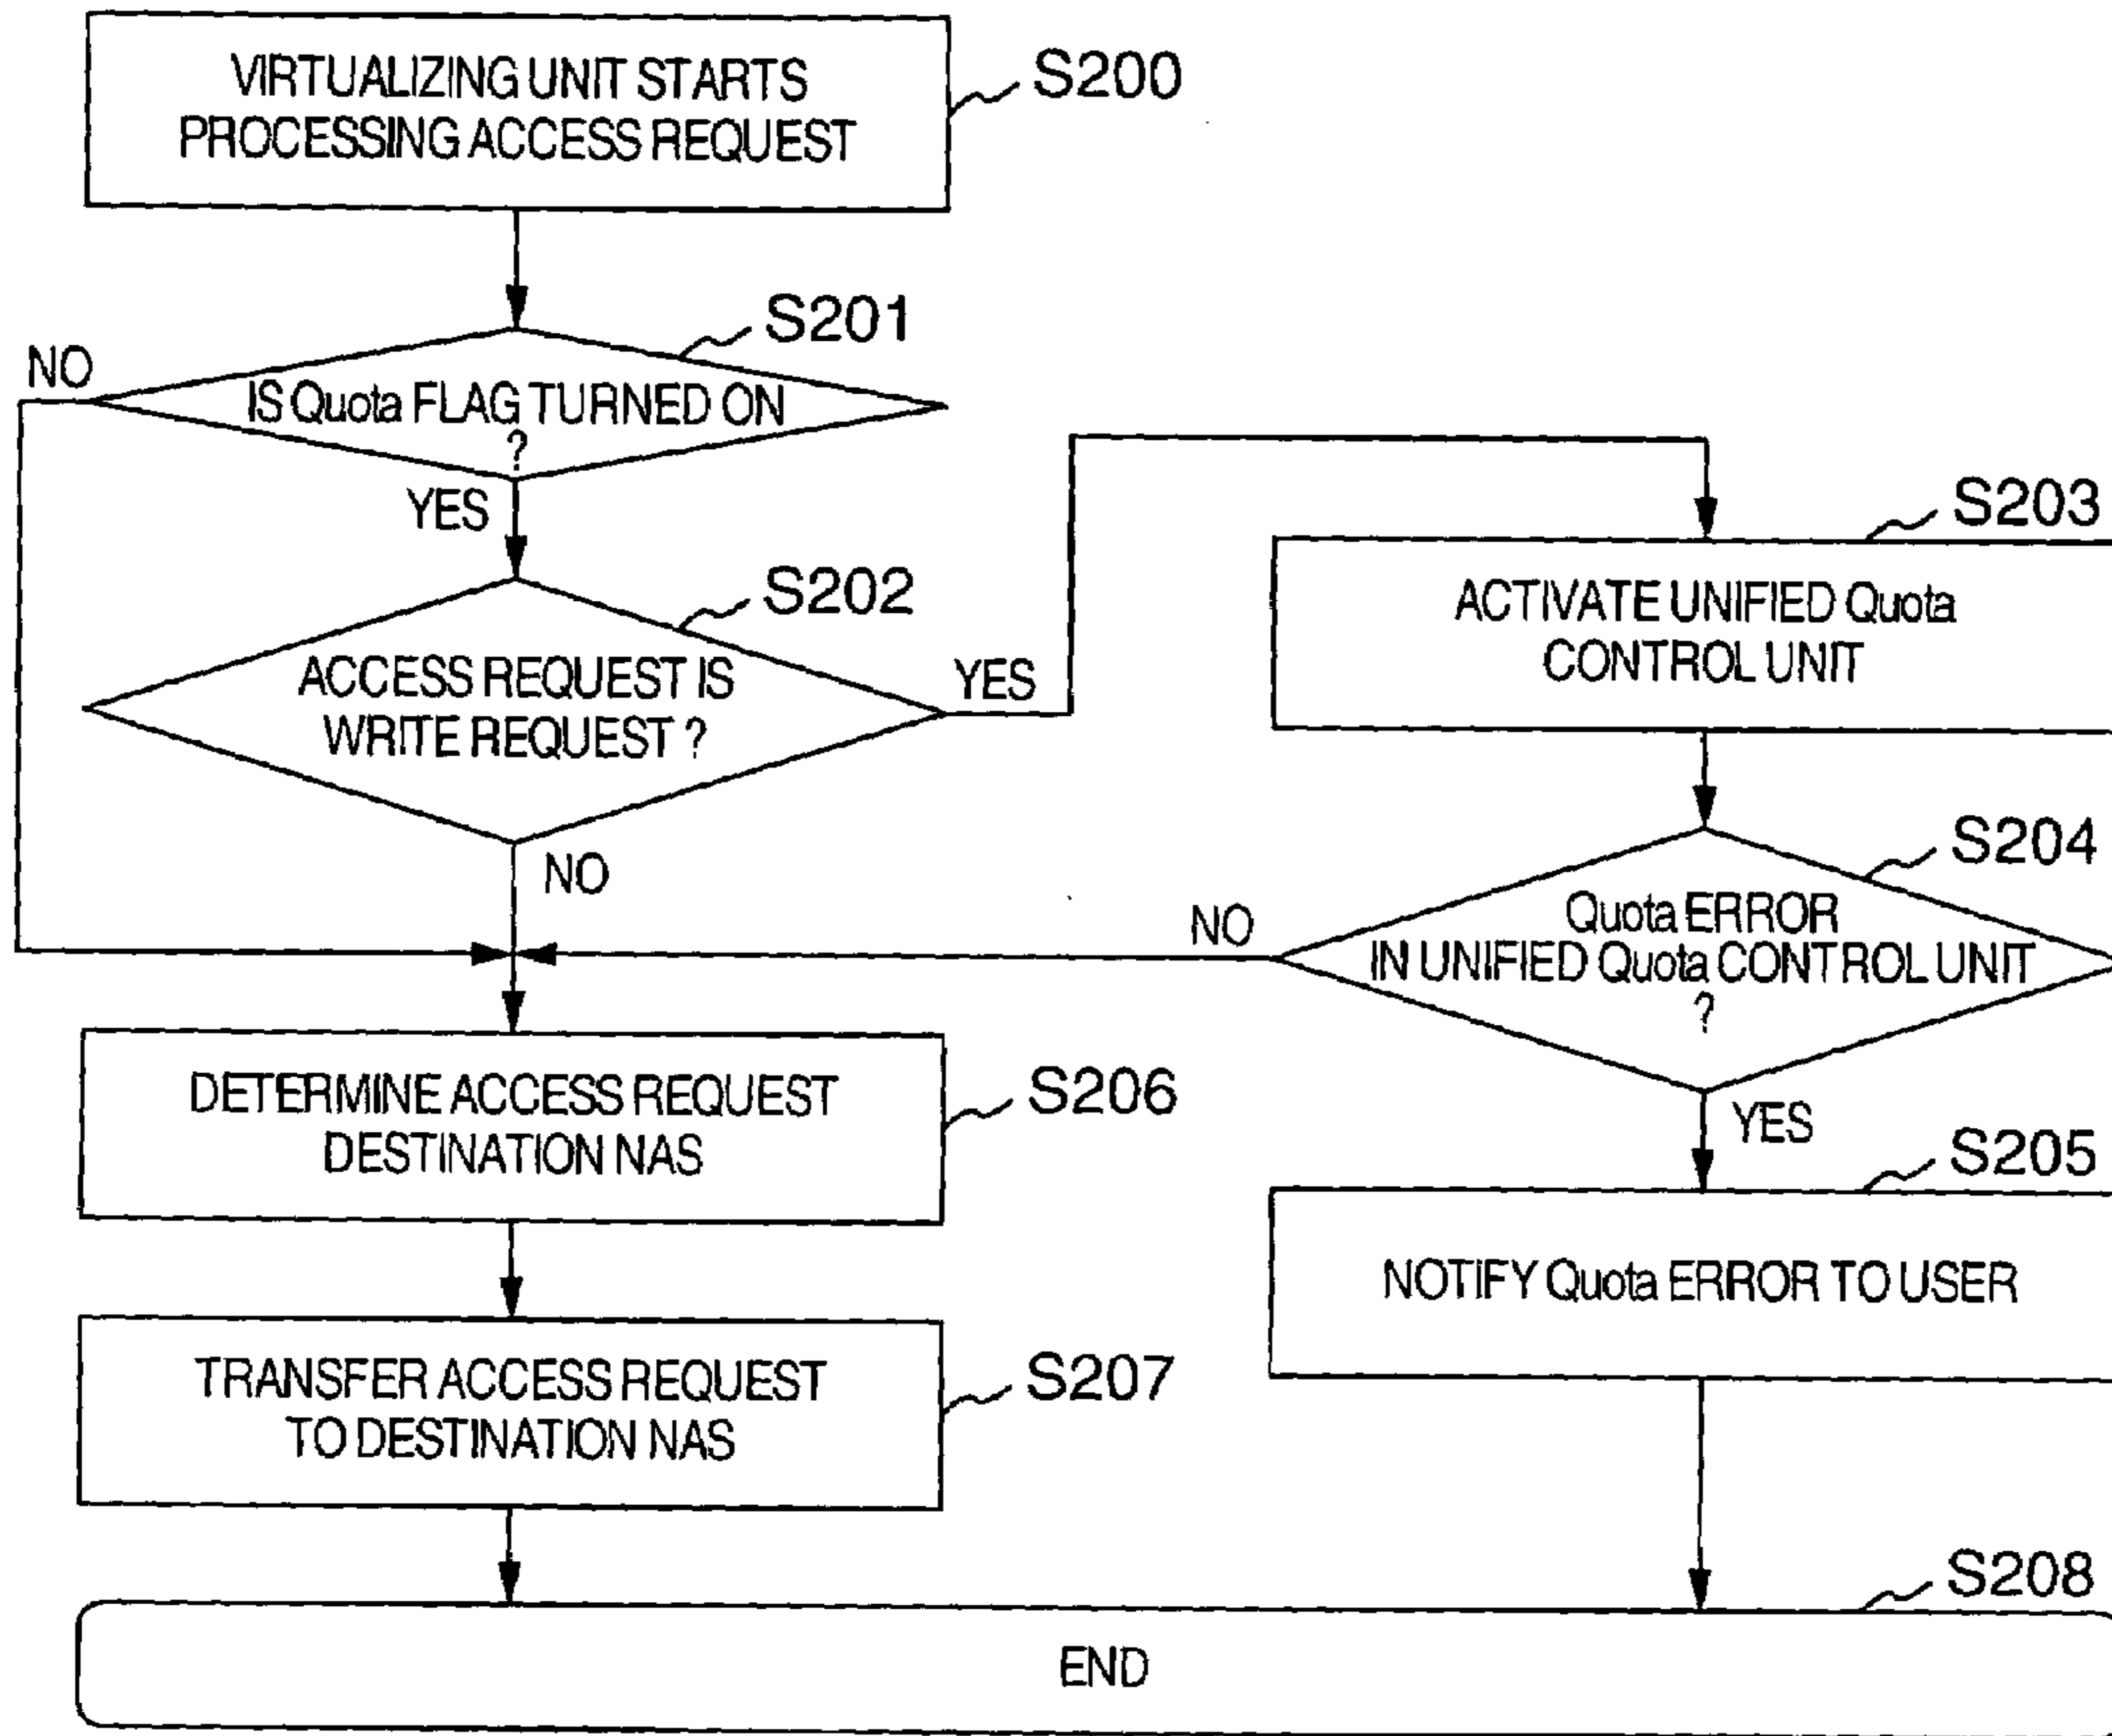 VIRTUALIZING UNIT STARTS
PROCESSING ACCESS REQUEST
S200
S201
NO
IS Quota FLAG TURNED ON
?
YES
S202
ACCESS REQUEST IS
WRITE REQUEST ?
YES
NO
S203
ACTIVATE UNIFIED Quota
CONTROL UNIT
S204
Quota ERROR
IN UNIFIED Quota CONTROL UNIT
?
NO
YES
S205
NOTIFY Quota ERROR TO USER
DETERMINE ACCESS REQUEST
DESTINATION NAS
S206
TRANSFER ACCESS REQUEST
TO DESTINATION NAS
S207
S208
END